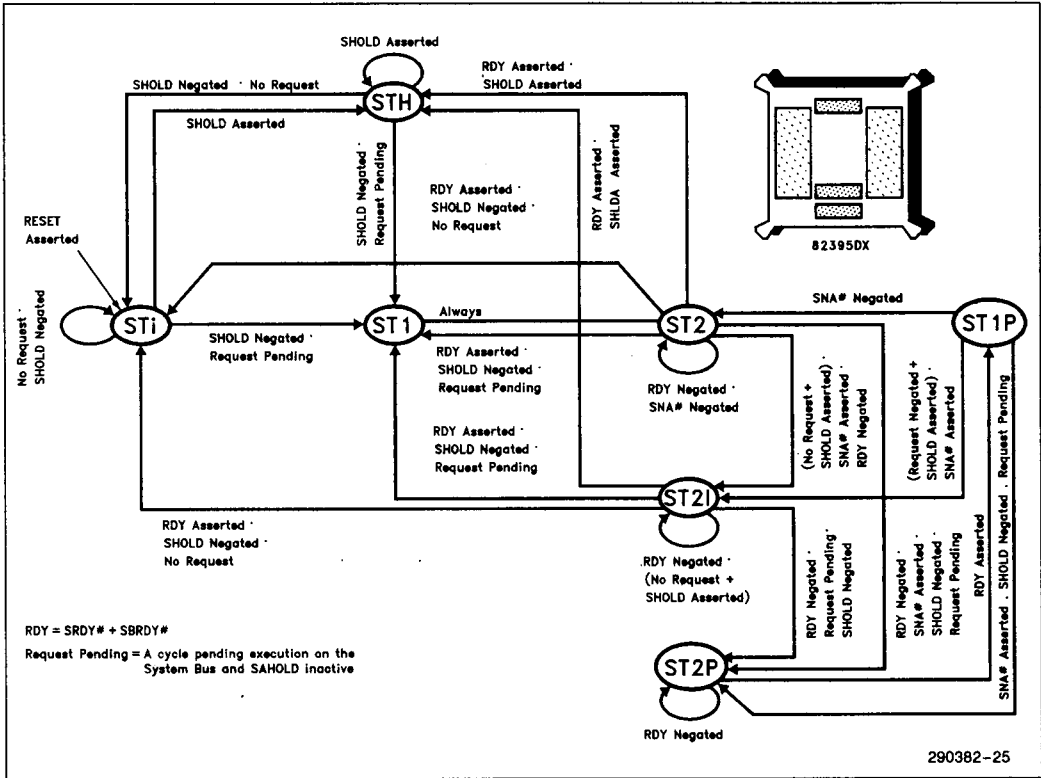 SHOLD Asserted
RDY Asserted ·
SHOLD Asserted
SHOLD Negated · No Request
STH
SHOLD Asserted
SHOLD Negated ·
Request Pending
RDY Asserted ·
SHOLD Negated ·
No Request
RDY Asserted ·
SHLDA Asserted
82395DX
RESET
Asserted
No Request ·
SHOLD Negated
STi
SHOLD Negated ·
Request Pending
ST1
Always
RDY Asserted ·
SHOLD Negated ·
Request Pending
ST2
SNA# Negated
ST1P
RDY Negated ·
SNA# Negated
(No Request +
SHOLD Asserted) ·
SNA# Asserted ·
RDY Negated
(Request Negated +
SHOLD Asserted) ·
SNA# Asserted
RDY Asserted ·
SHOLD Negated ·
Request Pending
ST2I
RDY Asserted ·
SHOLD Negated ·
No Request
RDY Negated ·
(No Request +
SHOLD Asserted)
RDY Negated ·
Request Pending ·
SHOLD Negated
RDY Negated ·
SNA# Asserted ·
SHOLD Negated ·
Request Pending
RDY Asserted
SNA# Asserted . SHOLD Negated . Request Pending
RDY = SRDY# + SBRDY#
Request Pending = A cycle pending execution on the
System Bus and SAHOLD inactive
ST2P
RDY Negated
290382-25